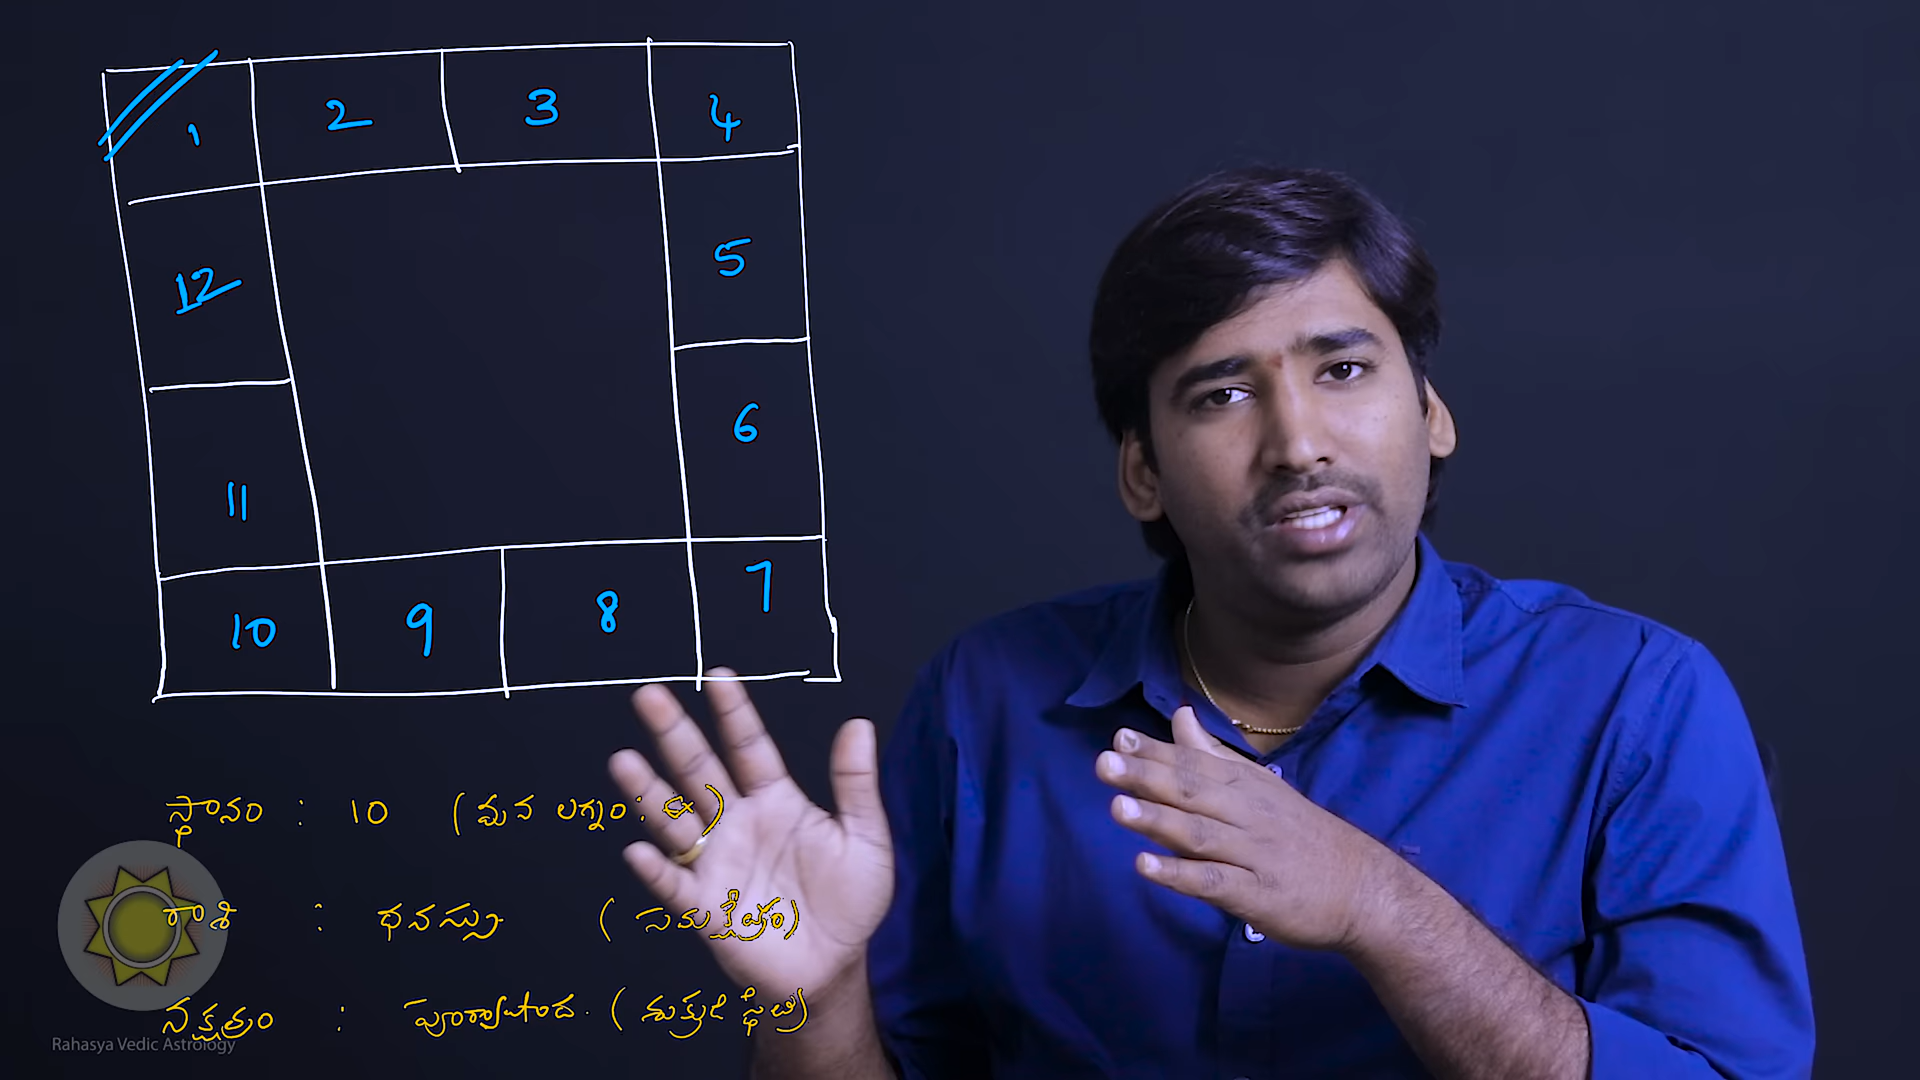 1 2 3 4
12 5
11 6
10 9 8 7
స్థానం : 10 (మన లగ్నం :
రాశి : ధనస్సు (సమక్షేత్రం)
నక్షత్రం : పూర్వాషాఢ. (శుక్రుని స్థితి)
Rahasya Vedic Astrology